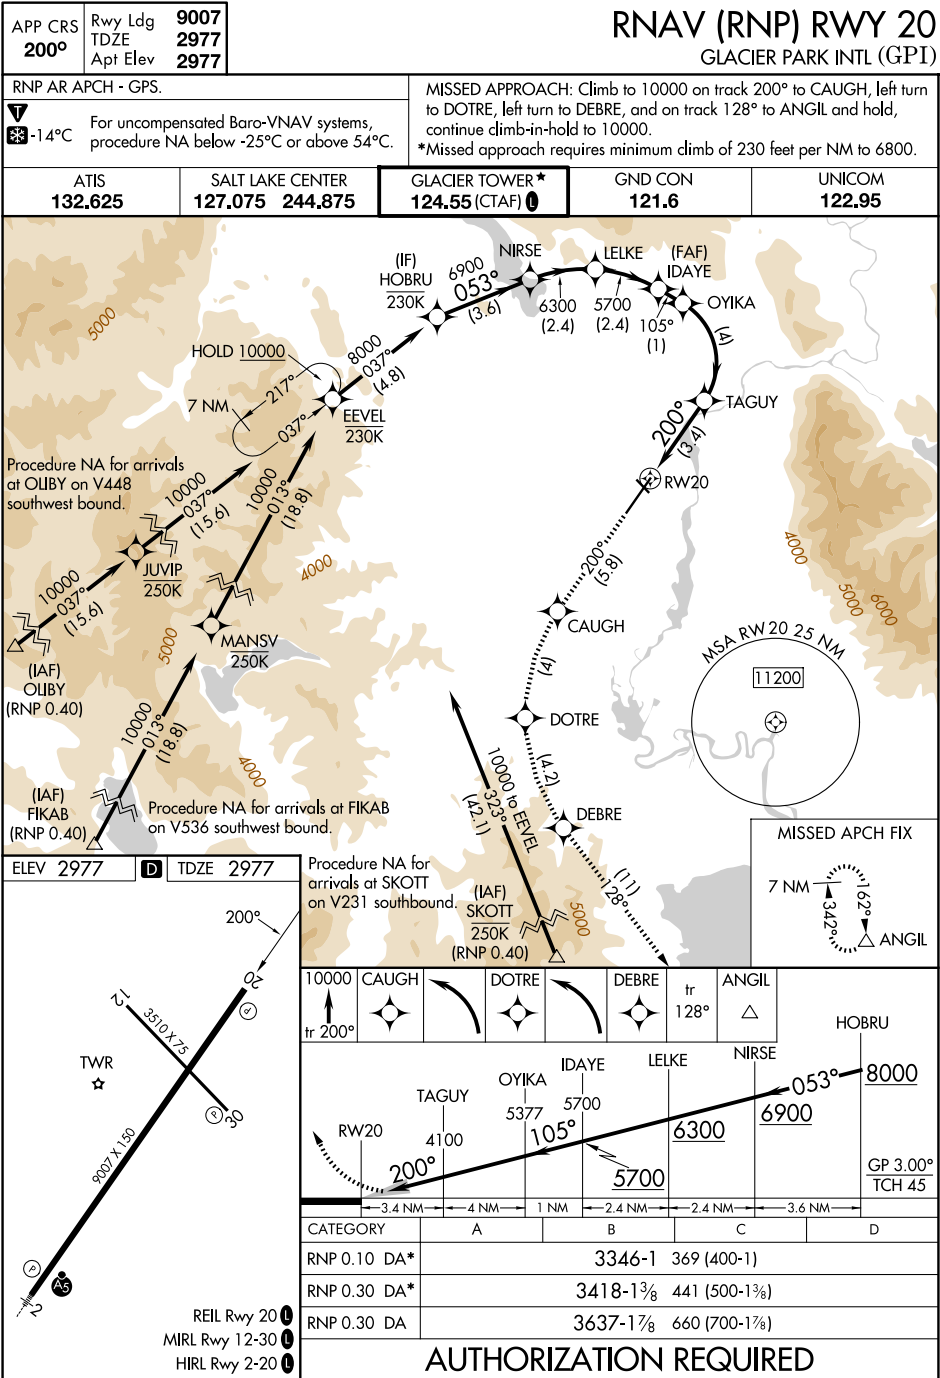 APP CRS
200°
Rwy Ldg 9007
TDZE 2977
Apt Elev 2977
RNAV (RNP) RWY 20
GLACIER PARK INTL (GPI)
RNP AR APCH - GPS.
T
-14°C
For uncompensated Baro-VNAV systems,
procedure NA below -25°C or above 54°C.
MISSED APPROACH: Climb to 10000 on track 200° to CAUGH, left turn
to DOTRE, left turn to DEBRE, and on track 128° to ANGIL and hold,
continue climb-in-hold to 10000.
*Missed approach requires minimum climb of 230 feet per NM to 6800.
ATIS
132.625
SALT LAKE CENTER
127.075 244.875
GLACIER TOWER★
124.55 (CTAF) L
GND CON
121.6
UNICOM
122.95
(IF)
HOBRU
230K
6900
053°
(3.6)
NIRSE
6300
(2.4)
LELKE
5700
(2.4)
(FAF)
IDAYE
105°
(1)
OYIKA
(4)
TAGUY
200°
(3.4)
RW20
5000
HOLD 10000
8000
037°
(4.8)
7 NM
217°
037°
EEVEL
230K
Procedure NA for arrivals
at OLIBY on V448
southwest bound.
10000
037°
(15.6)
10000
013°
(18.8)
JUVIP
250K
10000
037°
(15.6)
4000
5000
MANSV
250K
(IAF)
OLIBY
(RNP 0.40)
10000
013°
(18.8)
4000
(IAF)
FIKAB
(RNP 0.40)
Procedure NA for arrivals at FIKAB
on V536 southwest bound.
200°
(5.8)
CAUGH
(4)
DOTRE
(4.2)
DEBRE
(11)
128°
4000
5000
6000
MSA RW20 25 NM
11200
10000 to EEVEL
323°
(42.1)
Procedure NA for
arrivals at SKOTT
on V231 southbound.
(IAF)
SKOTT
250K
(RNP 0.40)
5000
MISSED APCH FIX
7 NM
162°
342°
ANGIL
ELEV 2977
D
TDZE 2977
200°
20
P
12
3510 X 75
TWR
30
P
9007 X 150
P
A5
2
REIL Rwy 20 L
MIRL Rwy 12-30 L
HIRL Rwy 2-20 L
10000
tr 200°
CAUGH
DOTRE
DEBRE
tr
128°
ANGIL
HOBRU
8000
053°
NIRSE
6900
LELKE
6300
IDAYE
5700
5700
OYIKA
5377
105°
TAGUY
4100
200°
RW20
GP 3.00°
TCH 45
3.4 NM
4 NM
1 NM
2.4 NM
2.4 NM
3.6 NM
CATEGORY A B C D
RNP 0.10 DA* 3346-1 369 (400-1)
RNP 0.30 DA* 3418-1⅜ 441 (500-1⅜)
RNP 0.30 DA 3637-1⅞ 660 (700-1⅞)
AUTHORIZATION REQUIRED